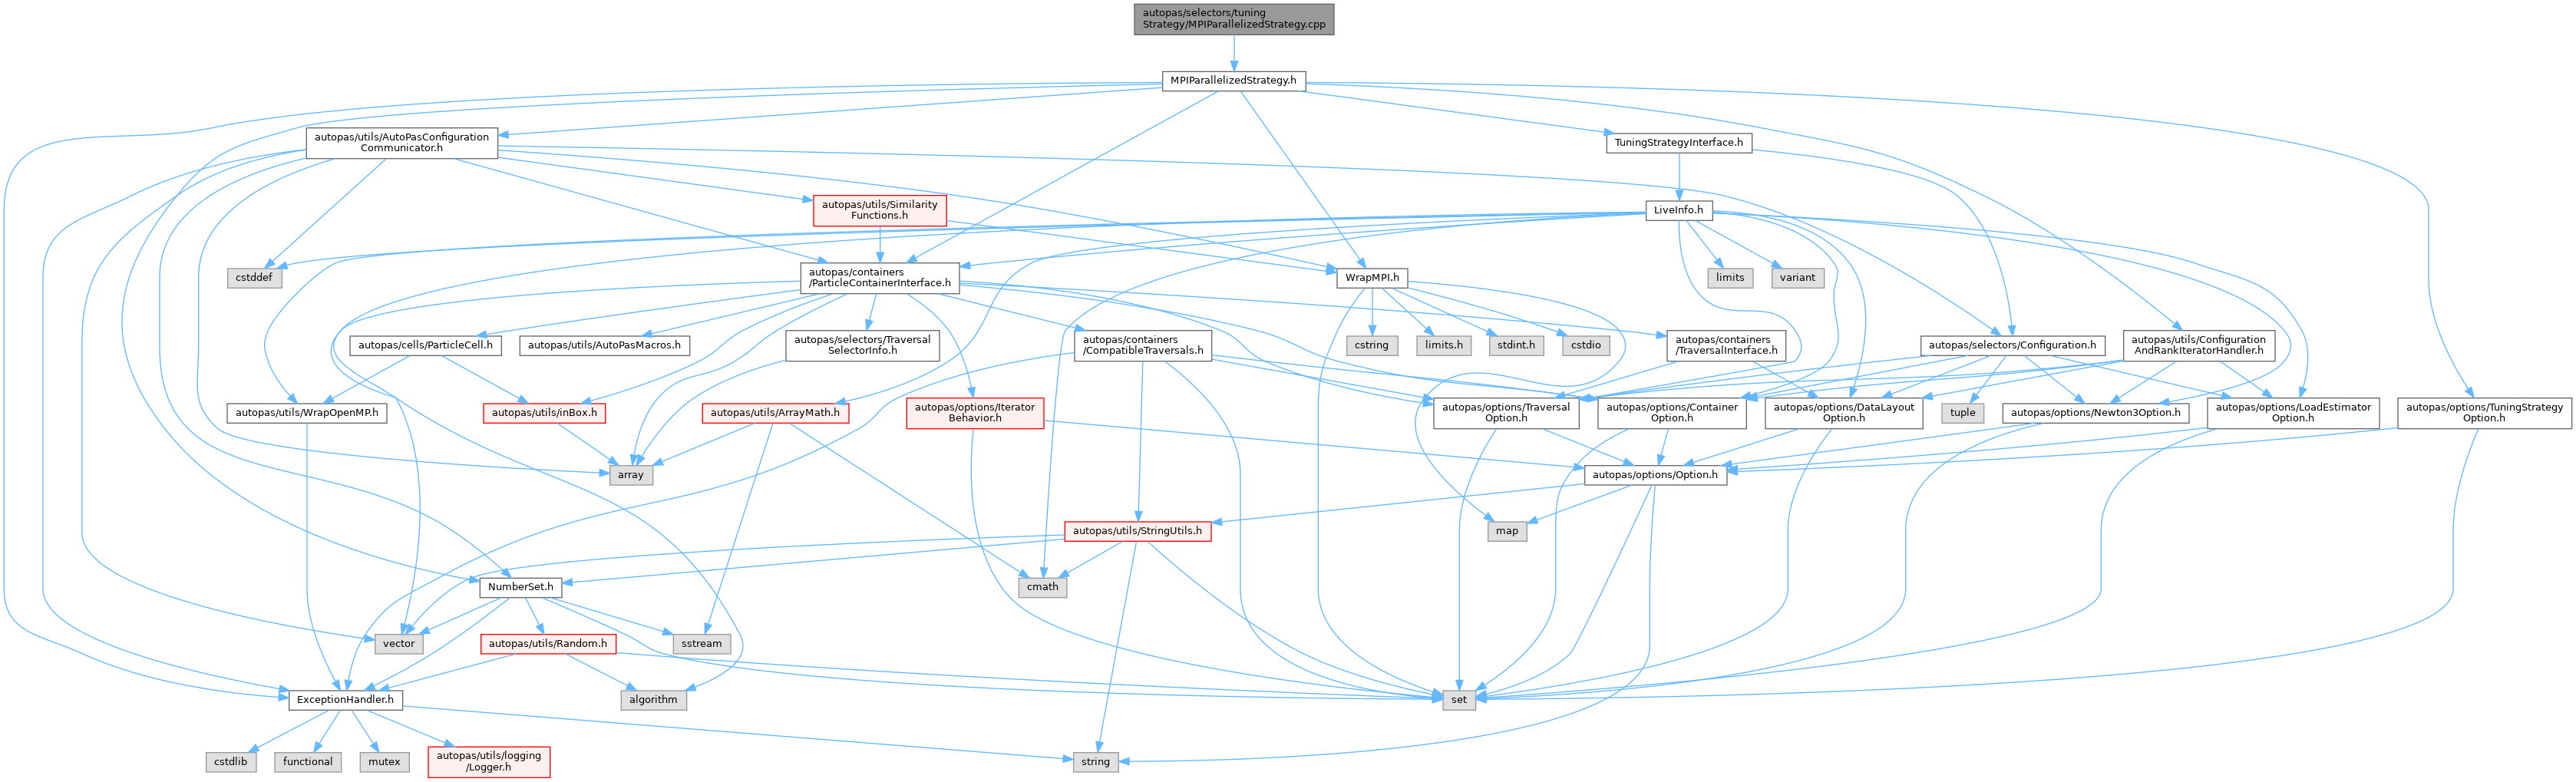 autopas/selectors/tuning
Strategy/MPIParallelizedStrategy.cpp
MPIParallelizedStrategy.h
autopas/utils/AutoPasConfiguration
Communicator.h
TuningStrategyInterface.h
autopas/utils/Similarity
Functions.h
LiveInfo.h
cstddef
autopas/containers
/ParticleContainerInterface.h
WrapMPI.h
limits
variant
autopas/cells/ParticleCell.h
autopas/utils/AutoPasMacros.h
autopas/selectors/Traversal
SelectorInfo.h
autopas/containers
/CompatibleTraversals.h
cstring
limits.h
stdint.h
cstdio
autopas/containers
/TraversalInterface.h
autopas/selectors/Configuration.h
autopas/utils/Configuration
AndRankIteratorHandler.h
autopas/utils/WrapOpenMP.h
autopas/utils/inBox.h
autopas/utils/ArrayMath.h
autopas/options/Iterator
Behavior.h
autopas/options/Traversal
Option.h
autopas/options/Container
Option.h
autopas/options/DataLayout
Option.h
tuple
autopas/options/Newton3Option.h
autopas/options/LoadEstimator
Option.h
autopas/options/TuningStrategy
Option.h
array
autopas/options/Option.h
autopas/utils/StringUtils.h
map
NumberSet.h
cmath
vector
autopas/utils/Random.h
sstream
ExceptionHandler.h
algorithm
set
cstdlib
functional
mutex
autopas/utils/logging
/Logger.h
string